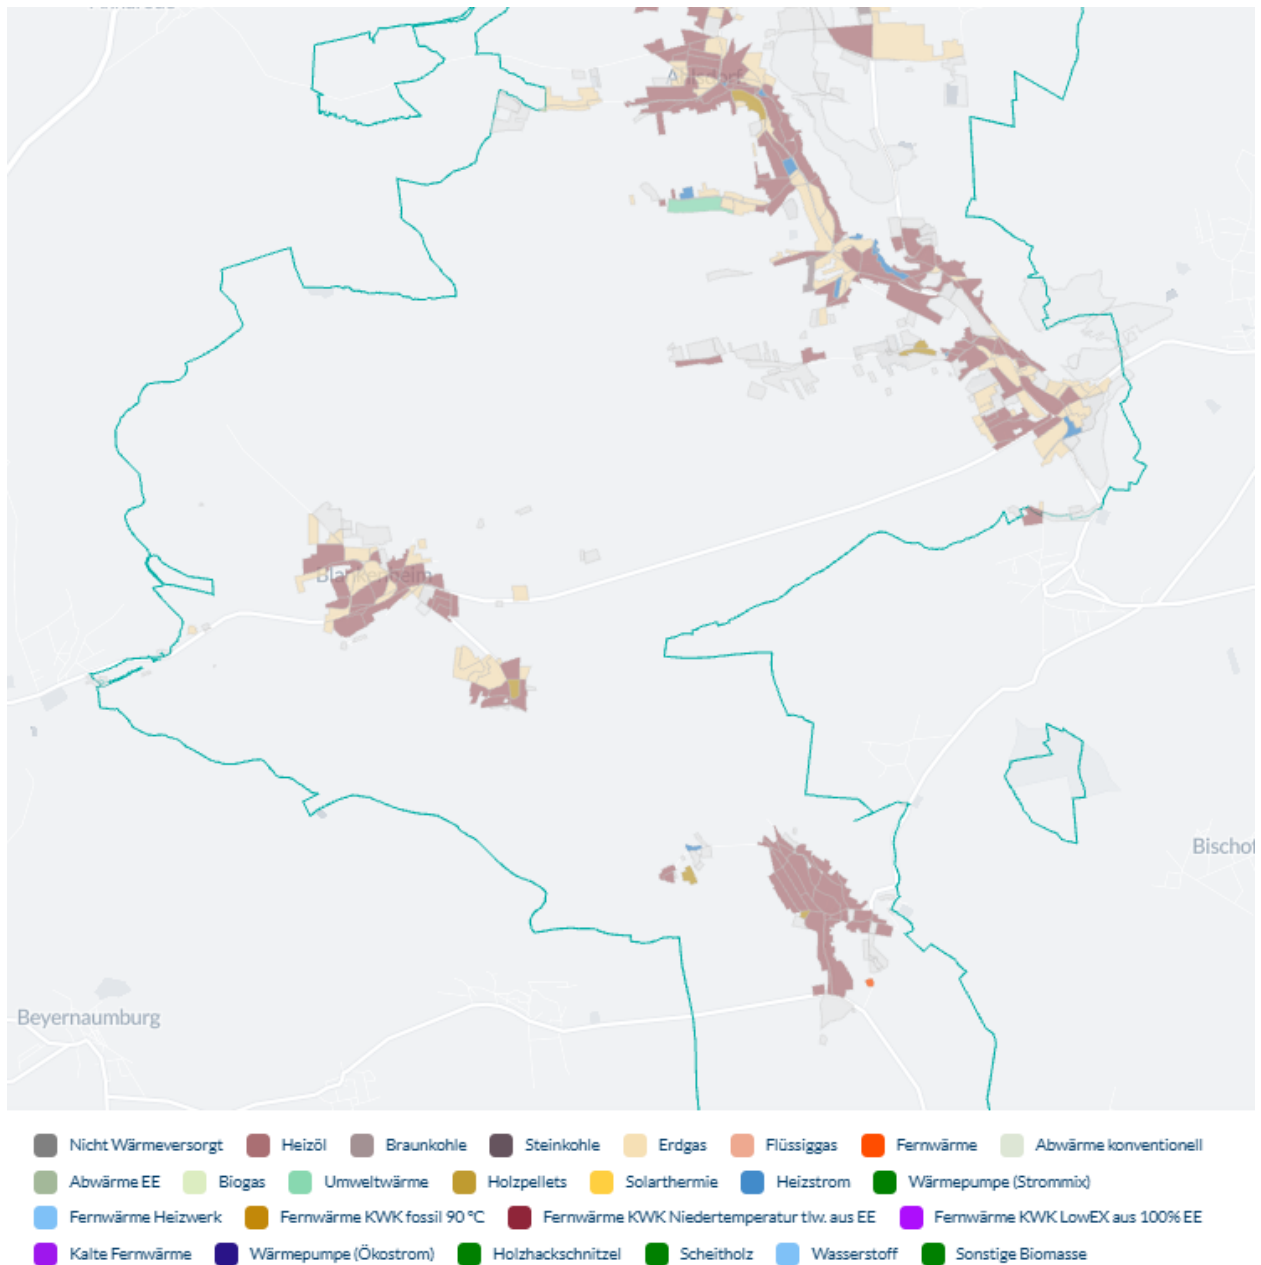 Ahlsdorf
Blankenheim
Bischof
Beyernaumburg
Nicht Wärmeversorgt Heizöl Braunkohle Steinkohle Erdgas Flüssiggas Fernwärme Abwärme konventionell
Abwärme EE Biogas Umweltwärme Holzpellets Solarthermie Heizstrom Wärmepumpe (Strommix)
Fernwärme Heizwerk Fernwärme KWK fossil 90 °C Fernwärme KWK Niedertemperatur tlw. aus EE Fernwärme KWK LowEX aus 100% EE
Kalte Fernwärme Wärmepumpe (Ökostrom) Holzhackschnitzel Scheitholz Wasserstoff Sonstige Biomasse